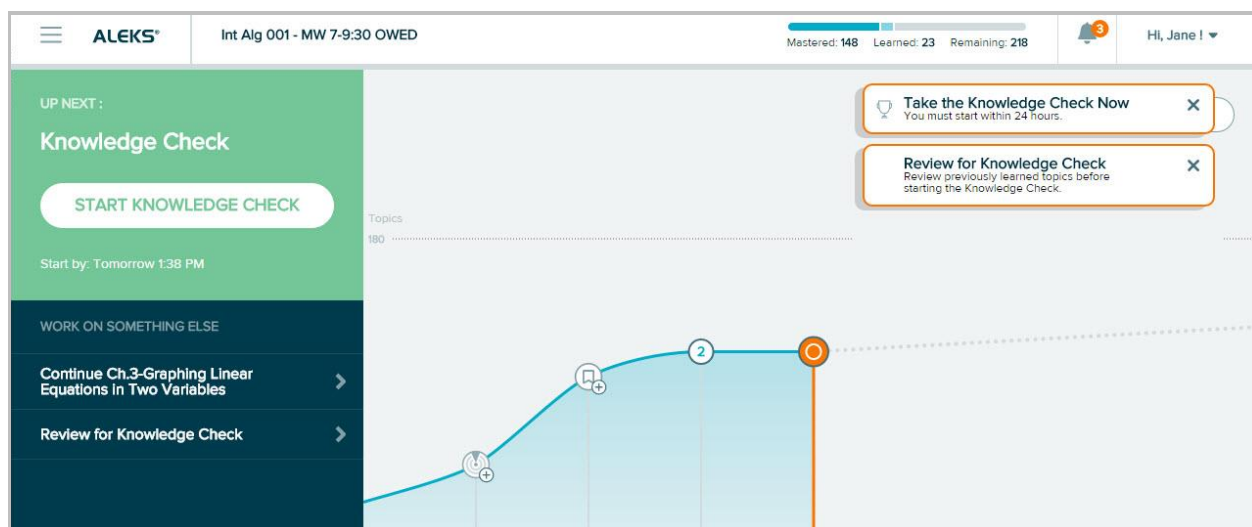 ALEKS®
Int Alg 001 - MW 7-9:30 OWED
Mastered: 148 Learned: 23 Remaining: 218
3
Hi, Jane !
UP NEXT :
Knowledge Check
START KNOWLEDGE CHECK
Start by: Tomorrow 1:38 PM
WORK ON SOMETHING ELSE
Continue Ch.3-Graphing Linear
Equations in Two Variables
Review for Knowledge Check
Take the Knowledge Check Now
You must start within 24 hours.
Review for Knowledge Check
Review previously learned topics before
starting the Knowledge Check.
Topics
180
2